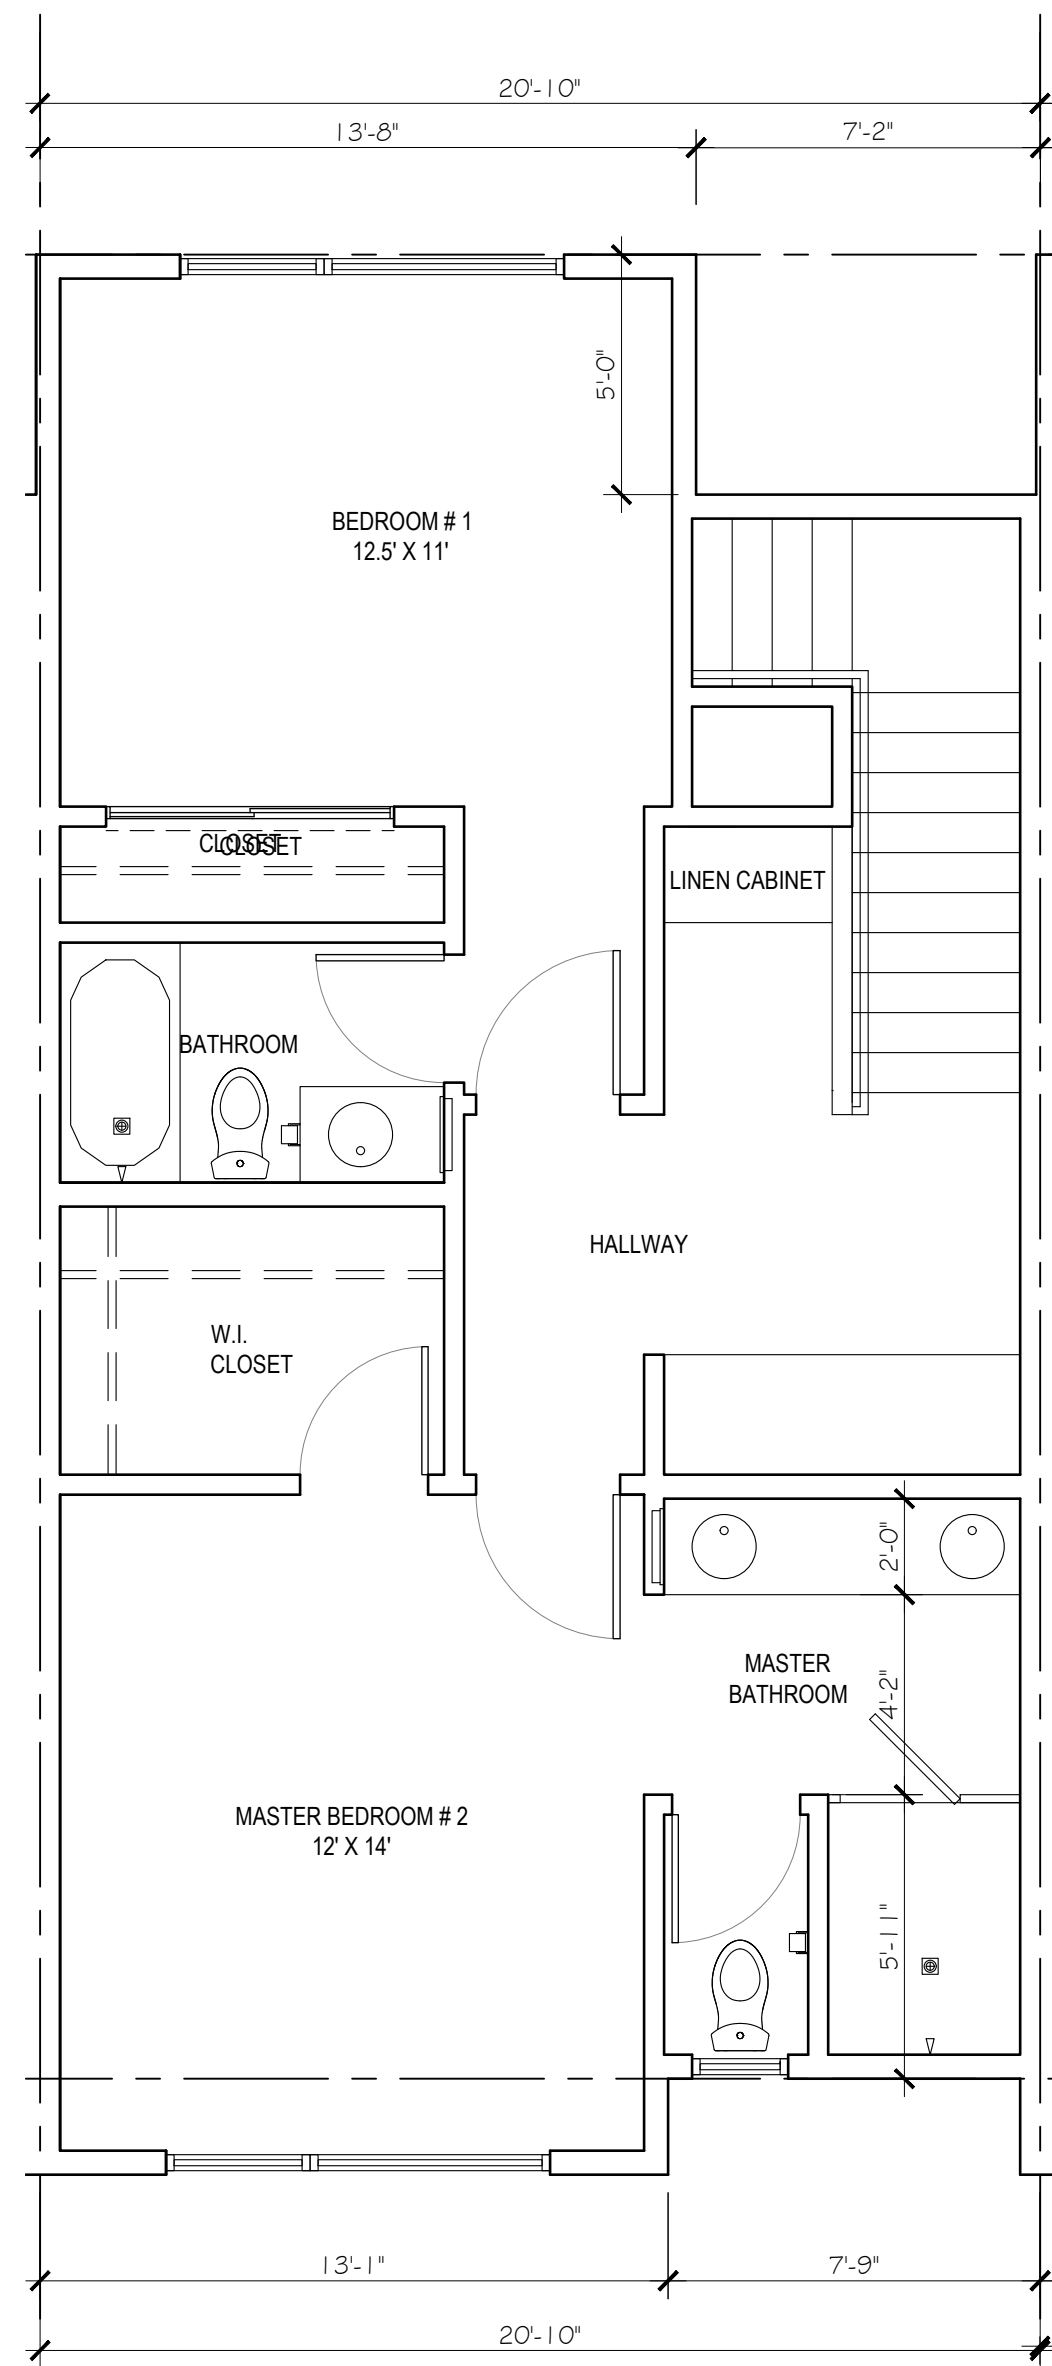 20'-10"
13'-8"
7'-2"
5'-0"
BEDROOM # 1
12.5' X 11'
CLOSET
CLOSET
LINEN CABINET
BATHROOM
HALLWAY
W.I.
CLOSET
2'-0"
MASTER
BATHROOM
4'-2"
MASTER BEDROOM # 2
12' X 14'
5'-11"
13'-1"
7'-9"
20'-10"